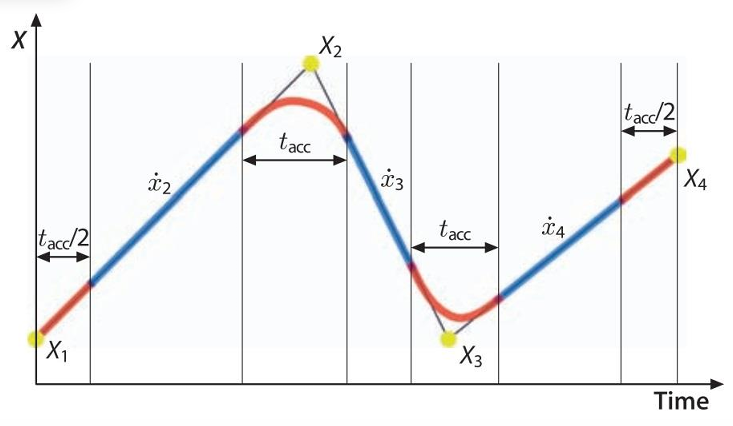 X
X₂
tacc/2
tacc
ẋ₂
ẋ₃
X₄
tacc/2
tacc
ẋ₄
X₁
X₃
Time